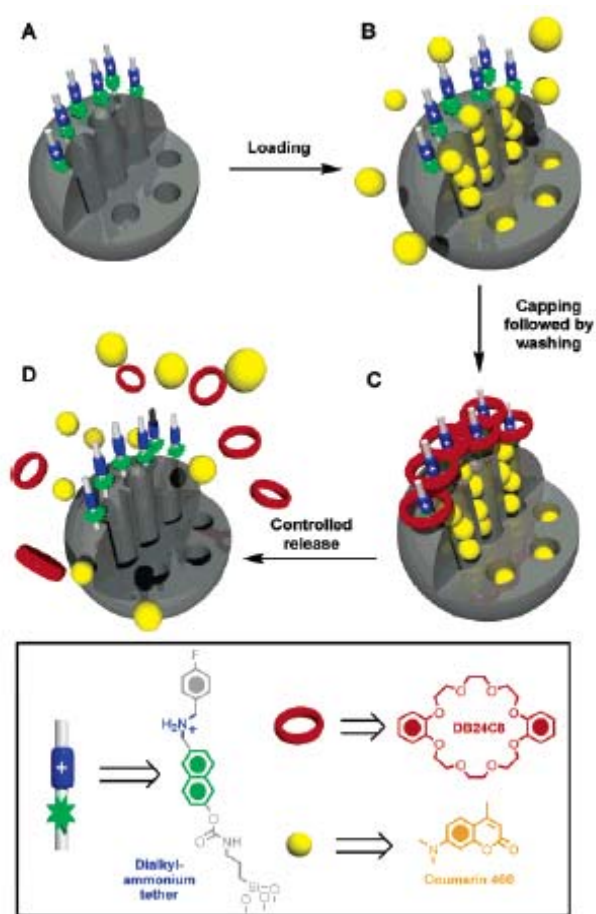 A
B
Loading
Capping
followed by
washing
D
C
Controlled
release
F
H₂N
+
O
O
NH
Si
O
O
O
Dialkyl-
ammonium
tether
+
O O
O O
DB24C8
O O
O O
N
O
O
Coumarin 460